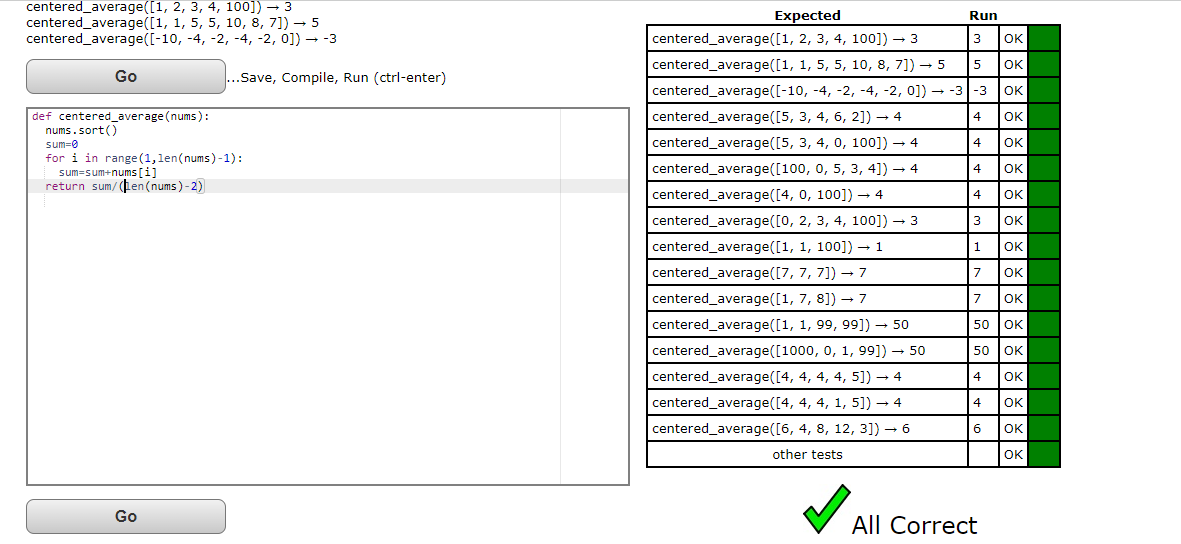 centered_average([1, 2, 3, 4, 100]) → 3
centered_average([1, 1, 5, 5, 10, 8, 7]) → 5
centered_average([-10, -4, -2, -4, -2, 0]) → -3
Go
...Save, Compile, Run (ctrl-enter)
def centered_average(nums):
  nums.sort()
  sum=0
  for i in range(1,len(nums)-1):
    sum=sum+nums[i]
  return sum/(len(nums)-2)
Go
Expected Run
centered_average([1, 2, 3, 4, 100]) → 3 3 OK
centered_average([1, 1, 5, 5, 10, 8, 7]) → 5 5 OK
centered_average([-10, -4, -2, -4, -2, 0]) → -3 -3 OK
centered_average([5, 3, 4, 6, 2]) → 4 4 OK
centered_average([5, 3, 4, 0, 100]) → 4 4 OK
centered_average([100, 0, 5, 3, 4]) → 4 4 OK
centered_average([4, 0, 100]) → 4 4 OK
centered_average([0, 2, 3, 4, 100]) → 3 3 OK
centered_average([1, 1, 100]) → 1 1 OK
centered_average([7, 7, 7]) → 7 7 OK
centered_average([1, 7, 8]) → 7 7 OK
centered_average([1, 1, 99, 99]) → 50 50 OK
centered_average([1000, 0, 1, 99]) → 50 50 OK
centered_average([4, 4, 4, 4, 5]) → 4 4 OK
centered_average([4, 4, 4, 1, 5]) → 4 4 OK
centered_average([6, 4, 8, 12, 3]) → 6 6 OK
other tests OK
All Correct